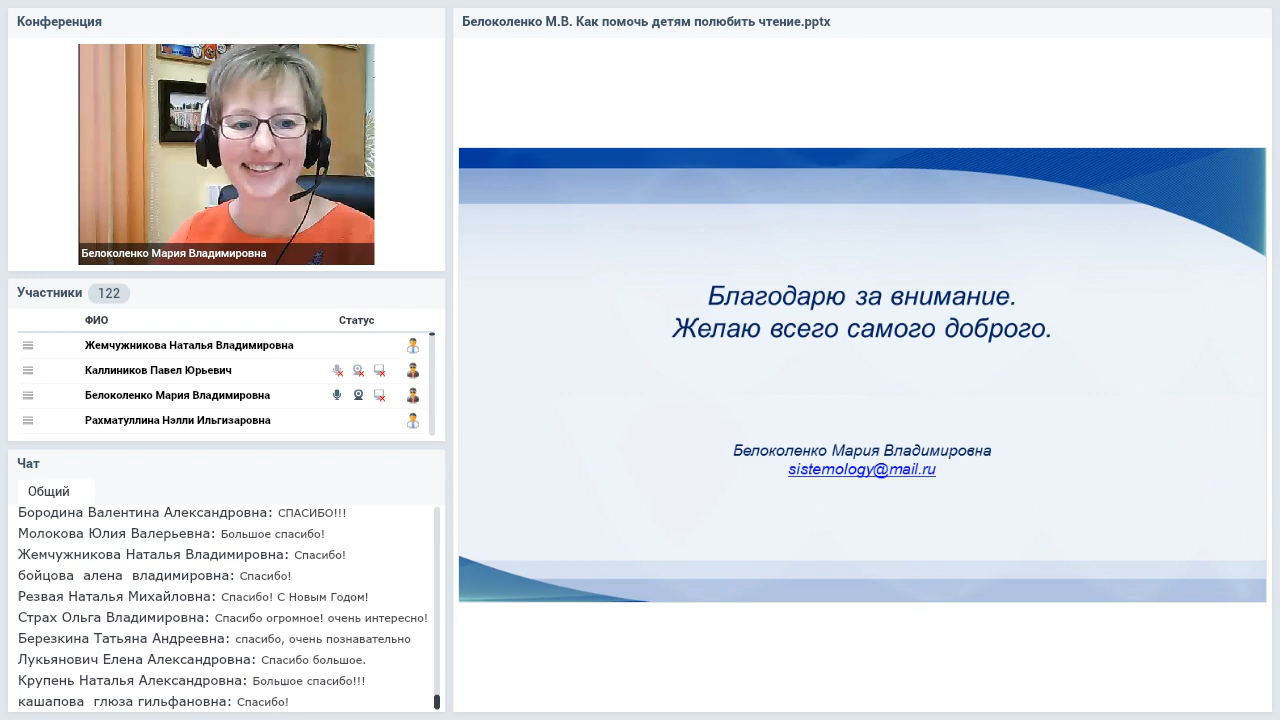 Конференция
Белоколенко Мария Владимировна
Участники 122
ФИО Статус
Жемчужникова Наталья Владимировна
Каллиников Павел Юрьевич
Белоколенко Мария Владимировна
Рахматуллина Нэлли Ильгизаровна
Чат
Общий
Бородина Валентина Александровна: СПАСИБО!!!
Молокова Юлия Валерьевна: Большое спасибо!
Жемчужникова Наталья Владимировна: Спасибо!
бойцова алена владимировна: Спасибо!
Резвая Наталья Михайловна: Спасибо! С Новым Годом!
Страх Ольга Владимировна: Спасибо огромное! очень интересно!
Березкина Татьяна Андреевна: спасибо, очень познавательно
Лукьянович Елена Александровна: Спасибо большое.
Крупень Наталья Александровна: Большое спасибо!!!
кашапова глюза гильфановна: Спасибо!
Белоколенко М.В. Как помочь детям полюбить чтение.pptx
Благодарю за внимание.
Желаю всего самого доброго.
Белоколенко Мария Владимировна
sistemology@mail.ru